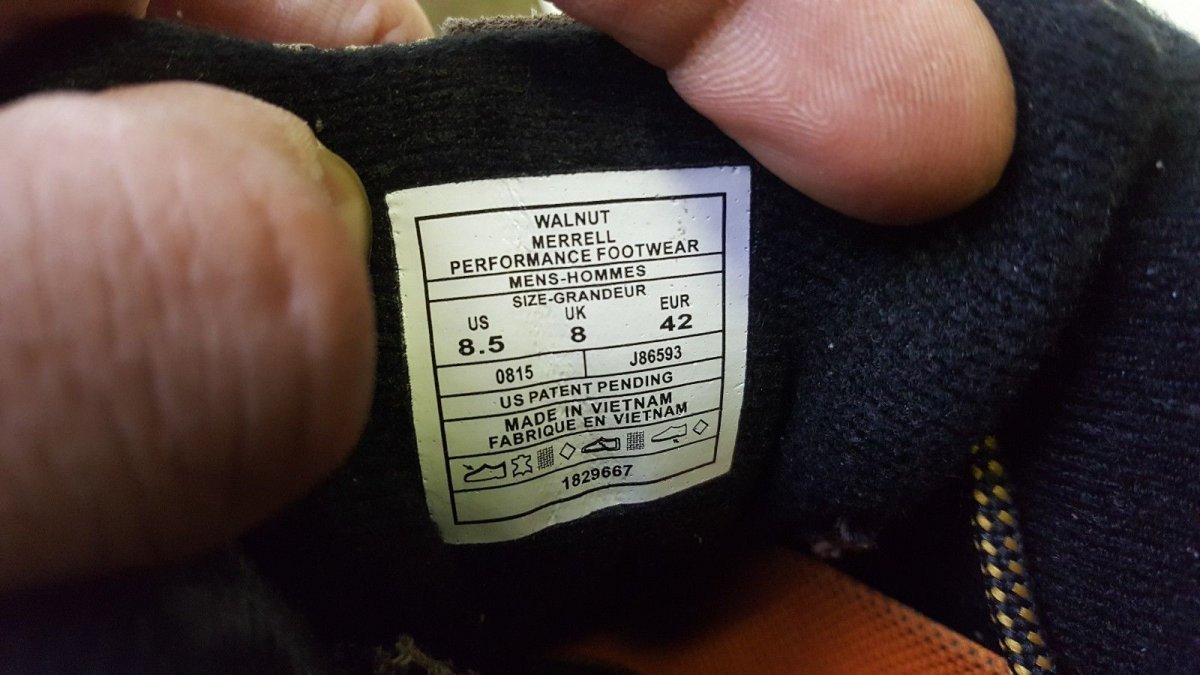 WALNUT
MERRELL
PERFORMANCE FOOTWEAR
MENS-HOMMES
SIZE-GRANDEUR
US UK EUR
8.5 8 42
0815 J86593
US PATENT PENDING
MADE IN VIETNAM
FABRIQUE EN VIETNAM
1829667